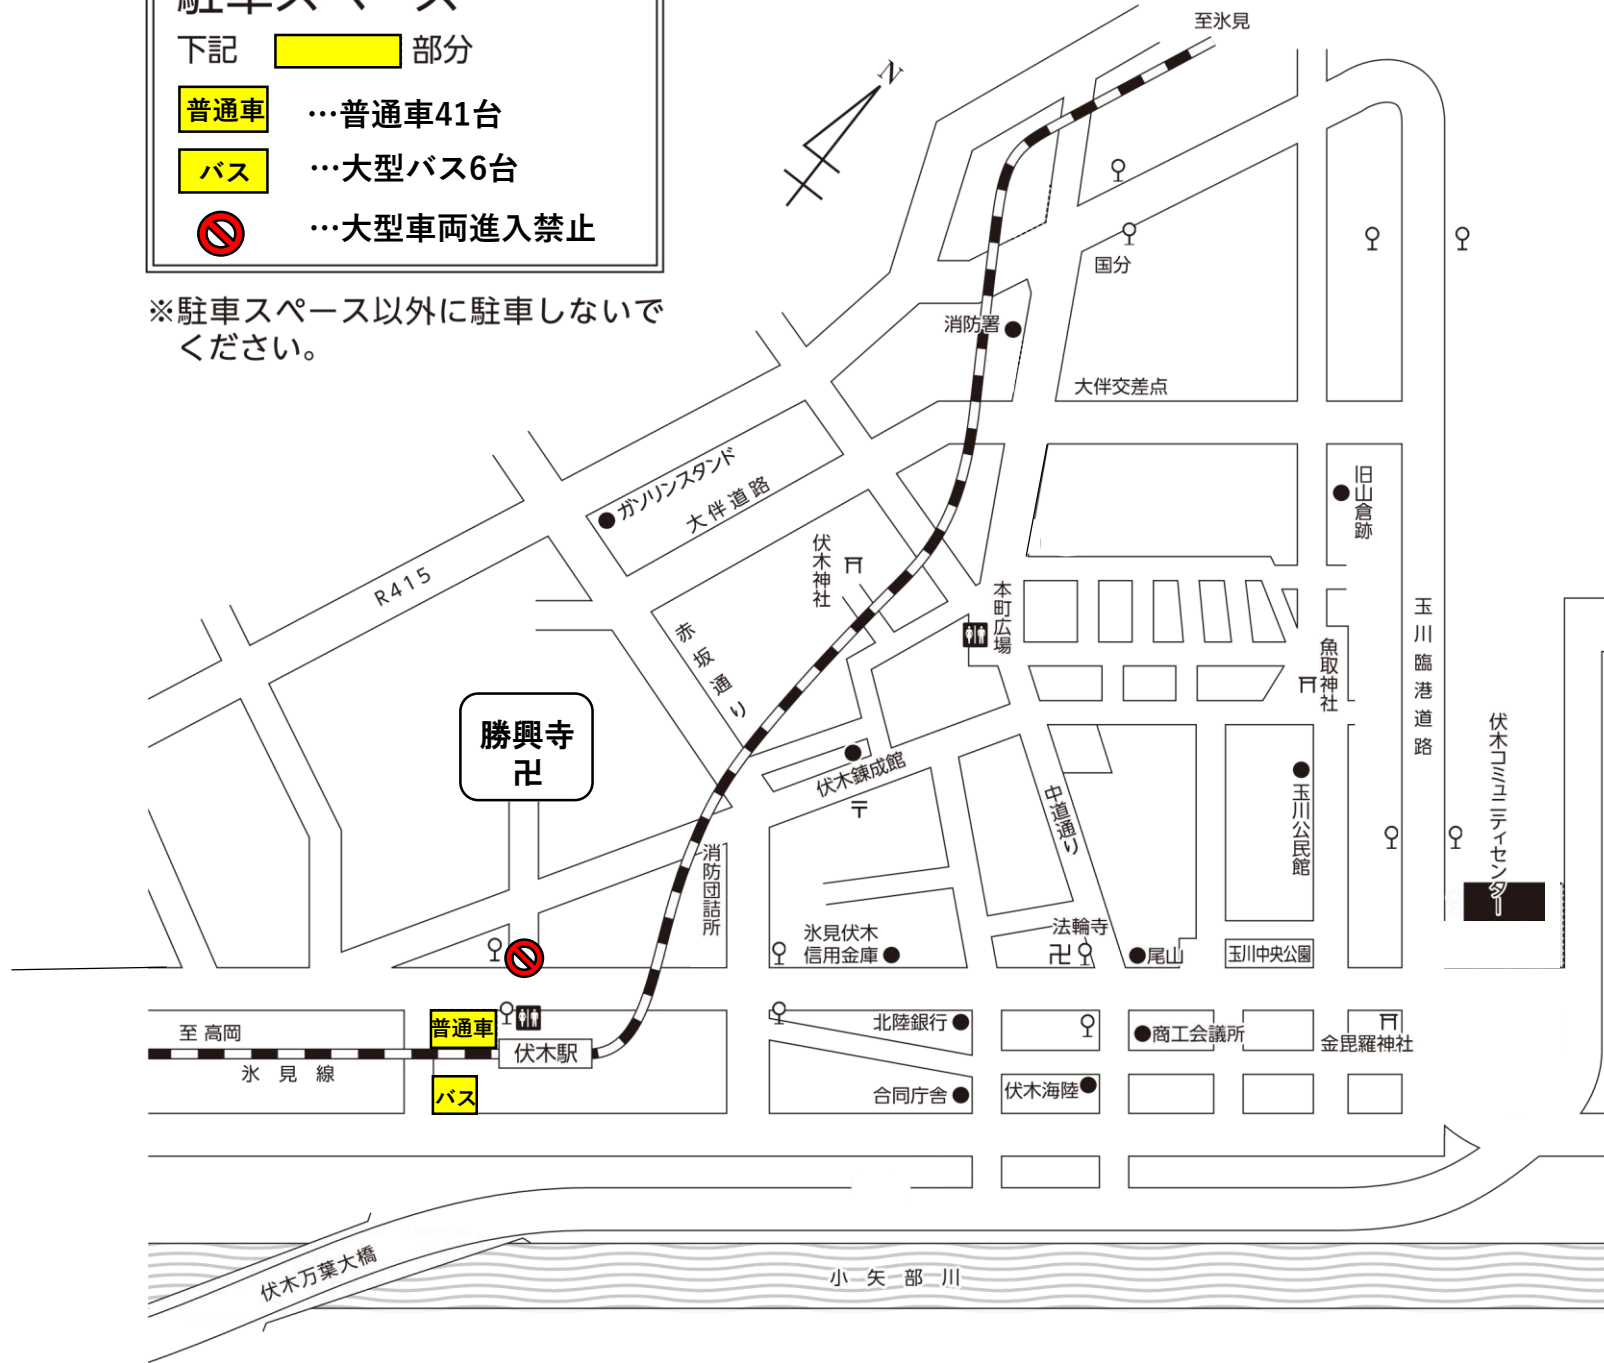 駐車スペース
下記
部分
普通車
…普通車41台
バス
…大型バス6台
…大型車両進入禁止
※駐車スペース以外に駐車しないで
ください。
N
至氷見
国分
消防署
大伴交差点
ガソリンスタンド
大伴道路
R415
伏木神社
旧山倉跡
本町広場
赤坂通り
魚取神社
玉川臨港道路
勝興寺
卍
伏木錬成館
〒
中道通り
玉川公民館
伏木コミュニティセンター
消防団詰所
氷見伏木
信用金庫
法輪寺
卍
尾山
玉川中央公園
至 高岡
普通車
伏木駅
北陸銀行
商工会議所
金毘羅神社
氷見線
バス
合同庁舎
伏木海陸
伏木万葉大橋
小矢部川